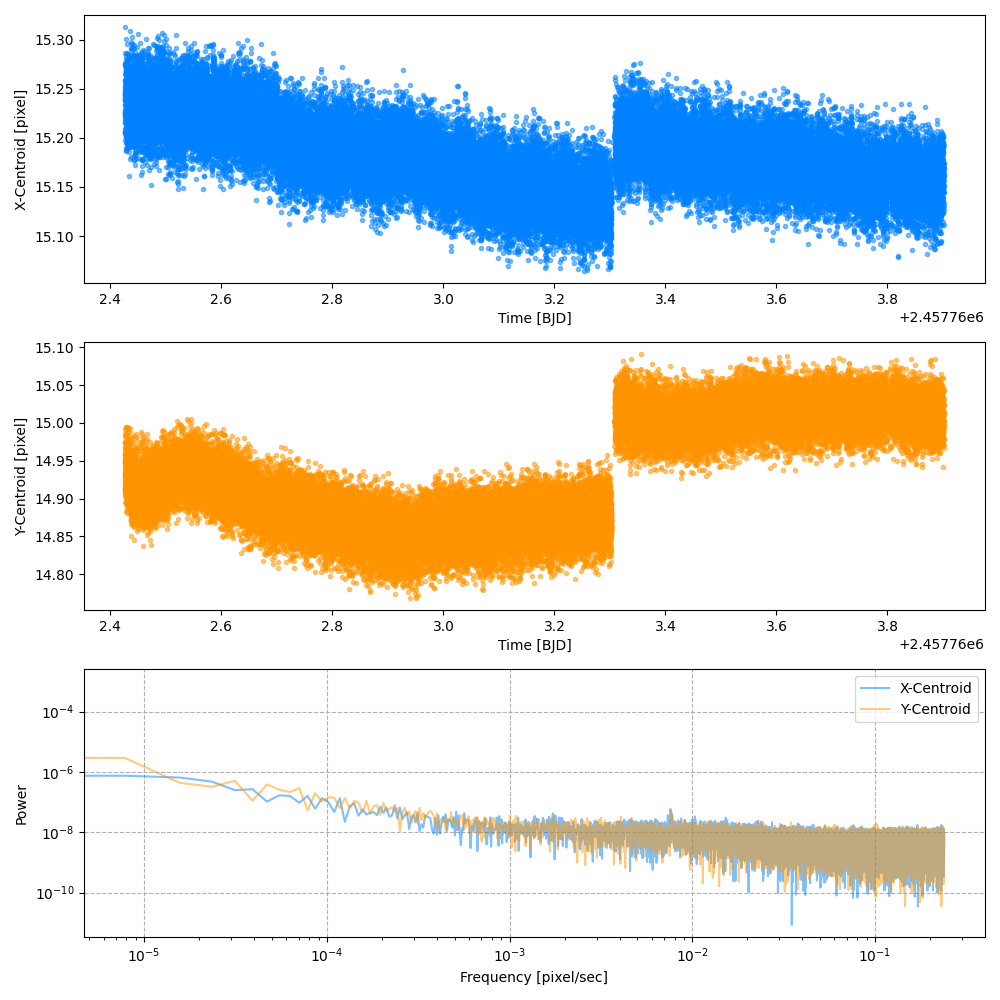 15.30
15.25
15.20
15.15
15.10
X-Centroid [pixel]
2.4 2.6 2.8 3.0 3.2 3.4 3.6 3.8
Time [BJD]
+2.45776e6
15.10
15.05
15.00
14.95
14.90
14.85
14.80
Y-Centroid [pixel]
2.4 2.6 2.8 3.0 3.2 3.4 3.6 3.8
Time [BJD]
+2.45776e6
X-Centroid
Y-Centroid
10⁻⁴
10⁻⁶
10⁻⁸
10⁻¹⁰
Power
10⁻⁵ 10⁻⁴ 10⁻³ 10⁻² 10⁻¹
Frequency [pixel/sec]